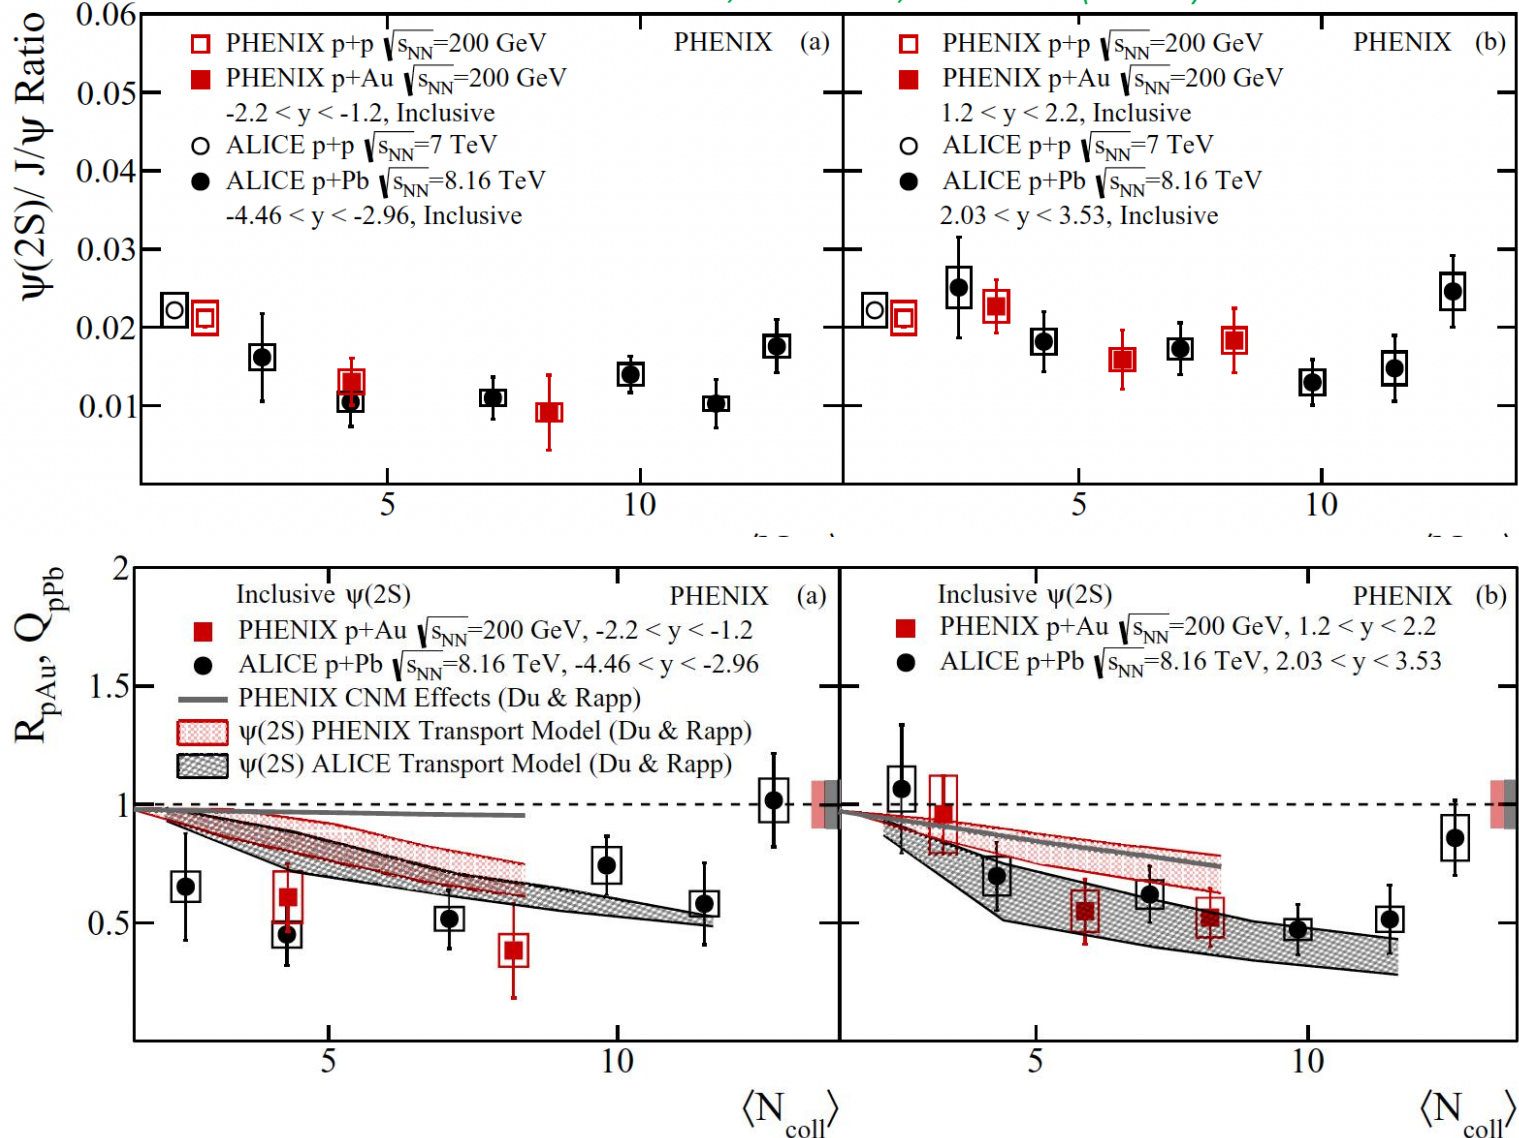 0.06
0.05
0.04
0.03
0.02
0.01
ψ(2S)/ J/ψ Ratio
PHENIX p+p √sNN=200 GeV
PHENIX (a)
PHENIX p+Au √sNN=200 GeV
-2.2 < y < -1.2, Inclusive
ALICE p+p √sNN=7 TeV
ALICE p+Pb √sNN=8.16 TeV
-4.46 < y < -2.96, Inclusive
5 10
PHENIX p+p √sNN=200 GeV
PHENIX (b)
PHENIX p+Au √sNN=200 GeV
1.2 < y < 2.2, Inclusive
ALICE p+p √sNN=7 TeV
ALICE p+Pb √sNN=8.16 TeV
2.03 < y < 3.53, Inclusive
5 10
2
1.5
1
0.5
RpAu, QpPb
Inclusive ψ(2S)
PHENIX (a)
PHENIX p+Au √sNN=200 GeV, -2.2 < y < -1.2
ALICE p+Pb √sNN=8.16 TeV, -4.46 < y < -2.96
PHENIX CNM Effects (Du & Rapp)
ψ(2S) PHENIX Transport Model (Du & Rapp)
ψ(2S) ALICE Transport Model (Du & Rapp)
5 10
⟨Ncoll⟩
Inclusive ψ(2S)
PHENIX (b)
PHENIX p+Au √sNN=200 GeV, 1.2 < y < 2.2
ALICE p+Pb √sNN=8.16 TeV, 2.03 < y < 3.53
5 10
⟨Ncoll⟩